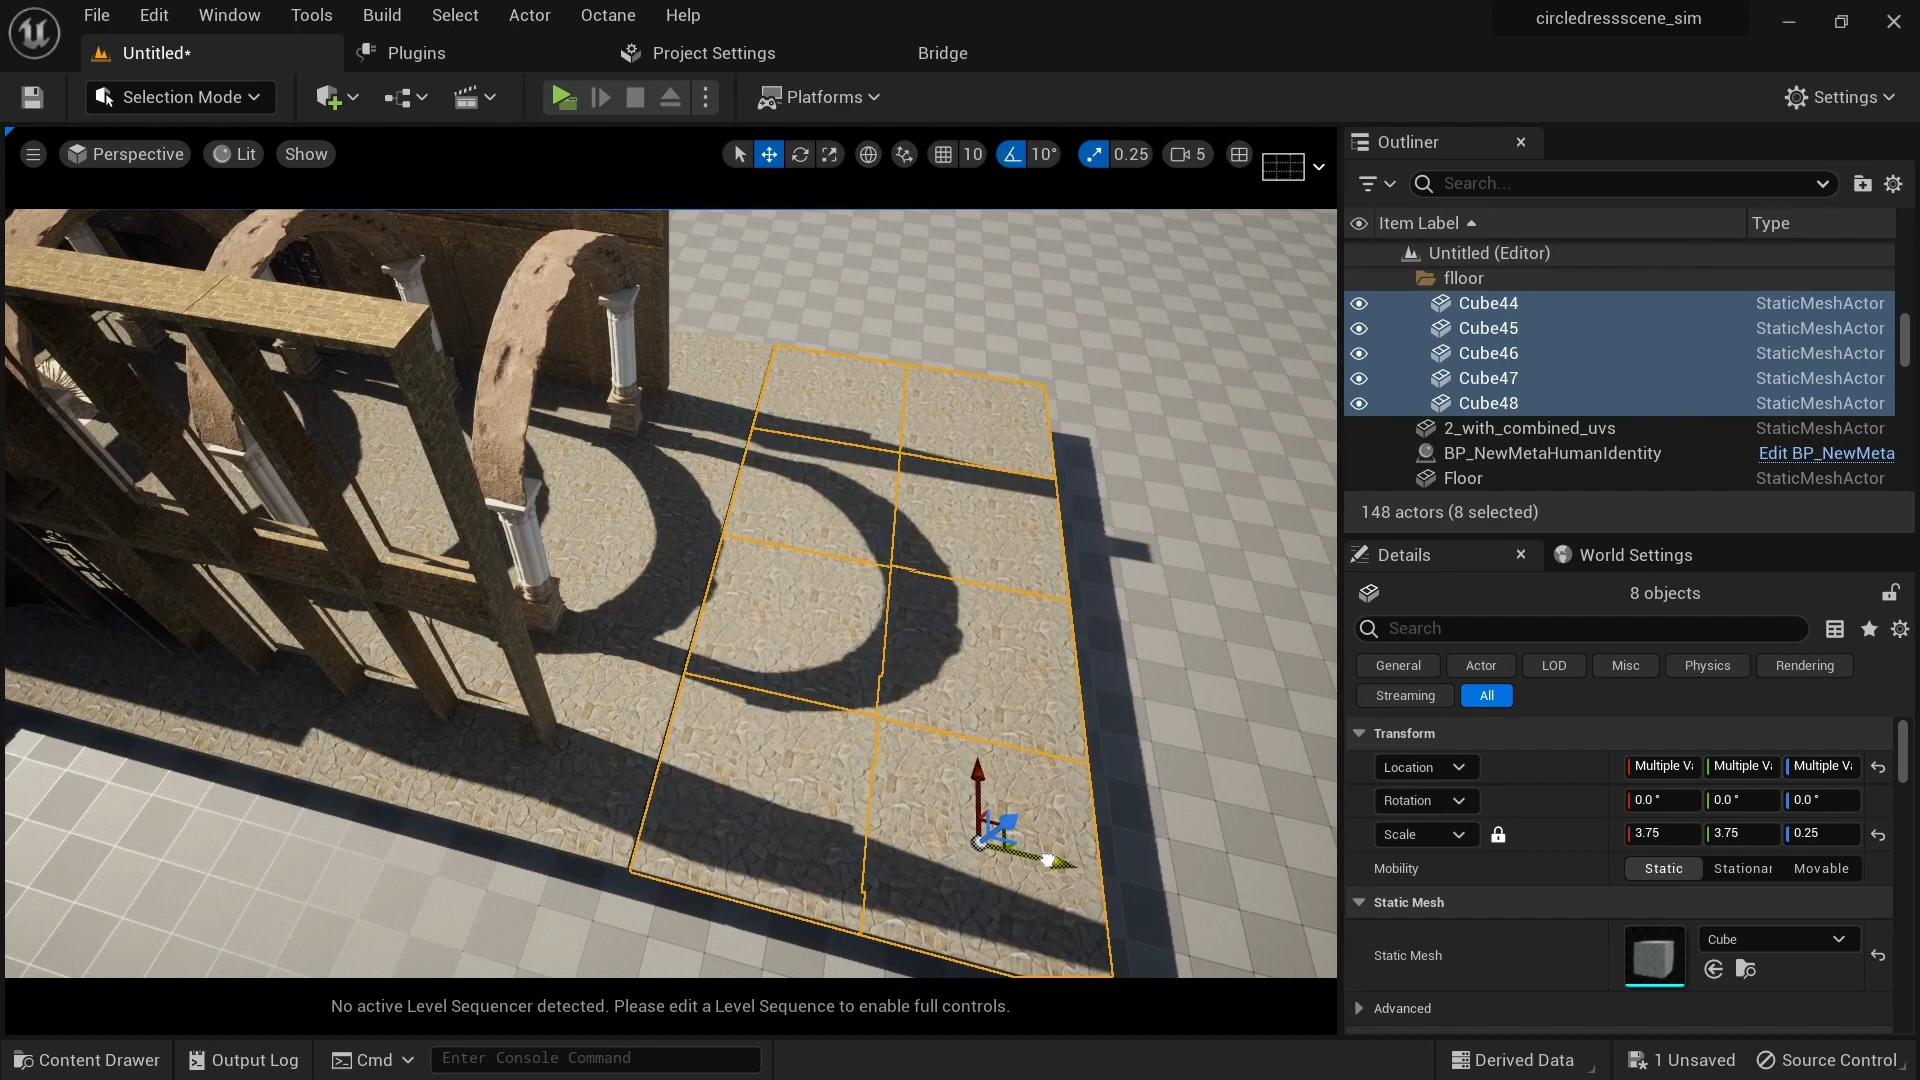 File Edit Window Tools Build Select Actor Octane Help
circledressscene_sim
Untitled*
Plugins
Project Settings
Bridge
Selection Mode
Platforms
Settings
Perspective
Lit
Show
10
10°
0.25
5
Outliner
Search...
Item Label
Type
Untitled (Editor)
flloor
Cube44 StaticMeshActor
Cube45 StaticMeshActor
Cube46 StaticMeshActor
Cube47 StaticMeshActor
Cube48 StaticMeshActor
2_with_combined_uvs StaticMeshActor
BP_NewMetaHumanIdentity Edit BP_NewMeta
Floor StaticMeshActor
148 actors (8 selected)
Details
World Settings
8 objects
Search
General Actor LOD Misc Physics Rendering
Streaming All
Transform
Location Multiple Va Multiple Va Multiple Va
Rotation 0.0 ° 0.0 ° 0.0 °
Scale 3.75 3.75 0.25
Mobility Static Stationar Movable
Static Mesh
Static Mesh Cube
Advanced
No active Level Sequencer detected. Please edit a Level Sequence to enable full controls.
Content Drawer
Output Log
Cmd
Enter Console Command
Derived Data
1 Unsaved
Source Control